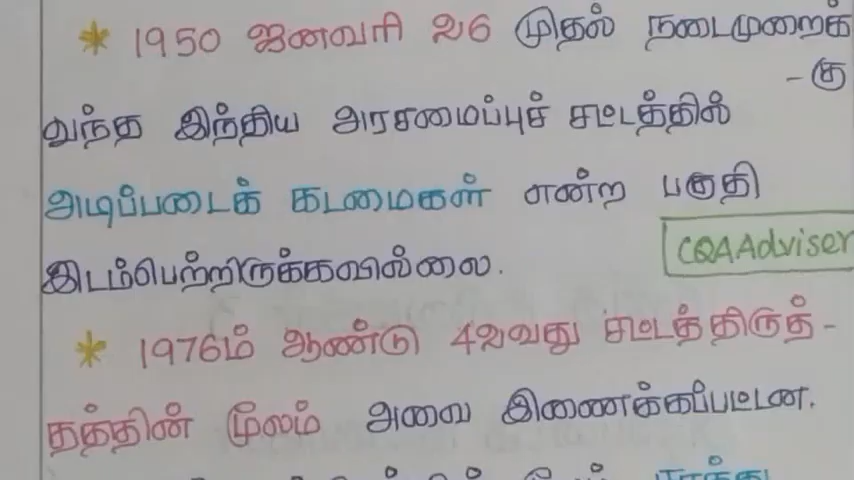 * 1950 ஜனவரி 26 முதல் நடைமுறைக்
- கு
வந்த இந்திய அரசமைப்புச் சட்டத்தில்
அடிப்படைக் கடமைகள் என்ற பகுதி
CQAAdviser
இடம்பெற்றிருக்கவில்லை.
* 1976ம் ஆண்டு 42வது சட்டத்திருத் -
தத்தின் மூலம் அவை இணைக்கப்பட்டன.